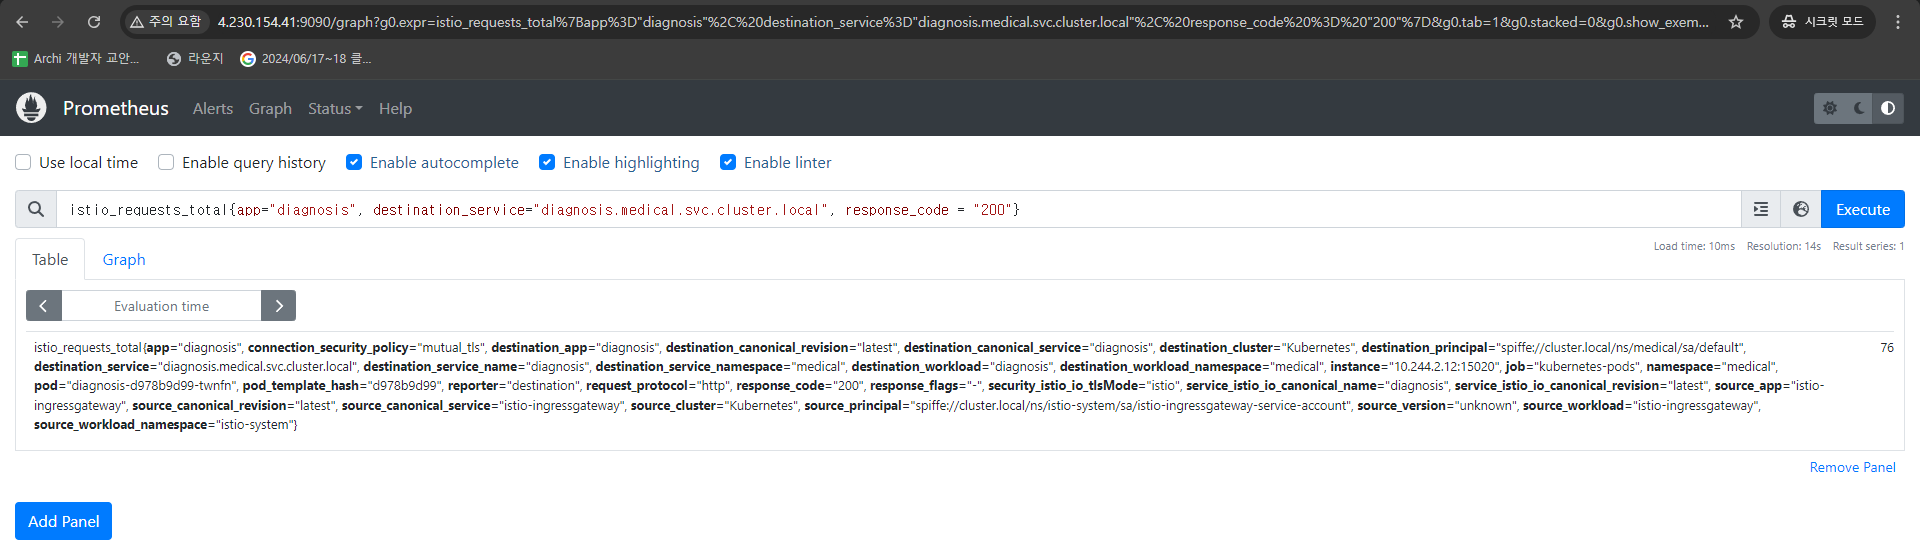 주의 요함
4.230.154.41:9090/graph?g0.expr=istio_requests_total%7Bapp%3D"diagnosis"%2C%20destination_service%3D"diagnosis.medical.svc.cluster.local"%2C%20response_code%20%3D%20"200"%7D&g0.tab=1&g0.stacked=0&g0.show_exem...
시크릿 모드
Archi 개발자 교안...
라운지
2024/06/17~18 클...
Prometheus
Alerts
Graph
Status
Help
Use local time
Enable query history
Enable autocomplete
Enable highlighting
Enable linter
istio_requests_total{app="diagnosis", destination_service="diagnosis.medical.svc.cluster.local", response_code = "200"}
Execute
Table
Graph
Load time: 10ms
Resolution: 14s
Result series: 1
Evaluation time
istio_requests_total{app="diagnosis", connection_security_policy="mutual_tls", destination_app="diagnosis", destination_canonical_revision="latest", destination_canonical_service="diagnosis", destination_cluster="Kubernetes", destination_principal="spiffe://cluster.local/ns/medical/sa/default",
destination_service="diagnosis.medical.svc.cluster.local", destination_service_name="diagnosis", destination_service_namespace="medical", destination_workload="diagnosis", destination_workload_namespace="medical", instance="10.244.2.12:15020", job="kubernetes-pods", namespace="medical",
pod="diagnosis-d978b9d99-twnfn", pod_template_hash="d978b9d99", reporter="destination", request_protocol="http", response_code="200", response_flags="-", security_istio_io_tlsMode="istio", service_istio_io_canonical_name="diagnosis", service_istio_io_canonical_revision="latest", source_app="istio-
ingressgateway", source_canonical_revision="latest", source_canonical_service="istio-ingressgateway", source_cluster="Kubernetes", source_principal="spiffe://cluster.local/ns/istio-system/sa/istio-ingressgateway-service-account", source_version="unknown", source_workload="istio-ingressgateway",
source_workload_namespace="istio-system"}
76
Remove Panel
Add Panel